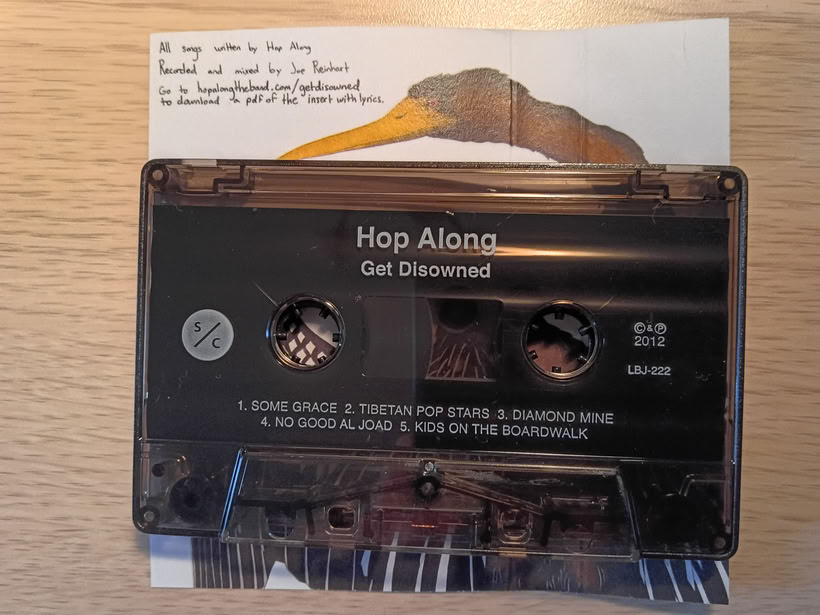 All songs written by Hop Along
Recorded and mixed by Joe Reinhart
Go to hopalongtheband.com/getdisowned
to download a pdf of the insert with lyrics.
Hop Along
Get Disowned
S/C
©&℗
2012
LBJ-222
1. SOME GRACE 2. TIBETAN POP STARS 3. DIAMOND MINE
4. NO GOOD AL JOAD 5. KIDS ON THE BOARDWALK